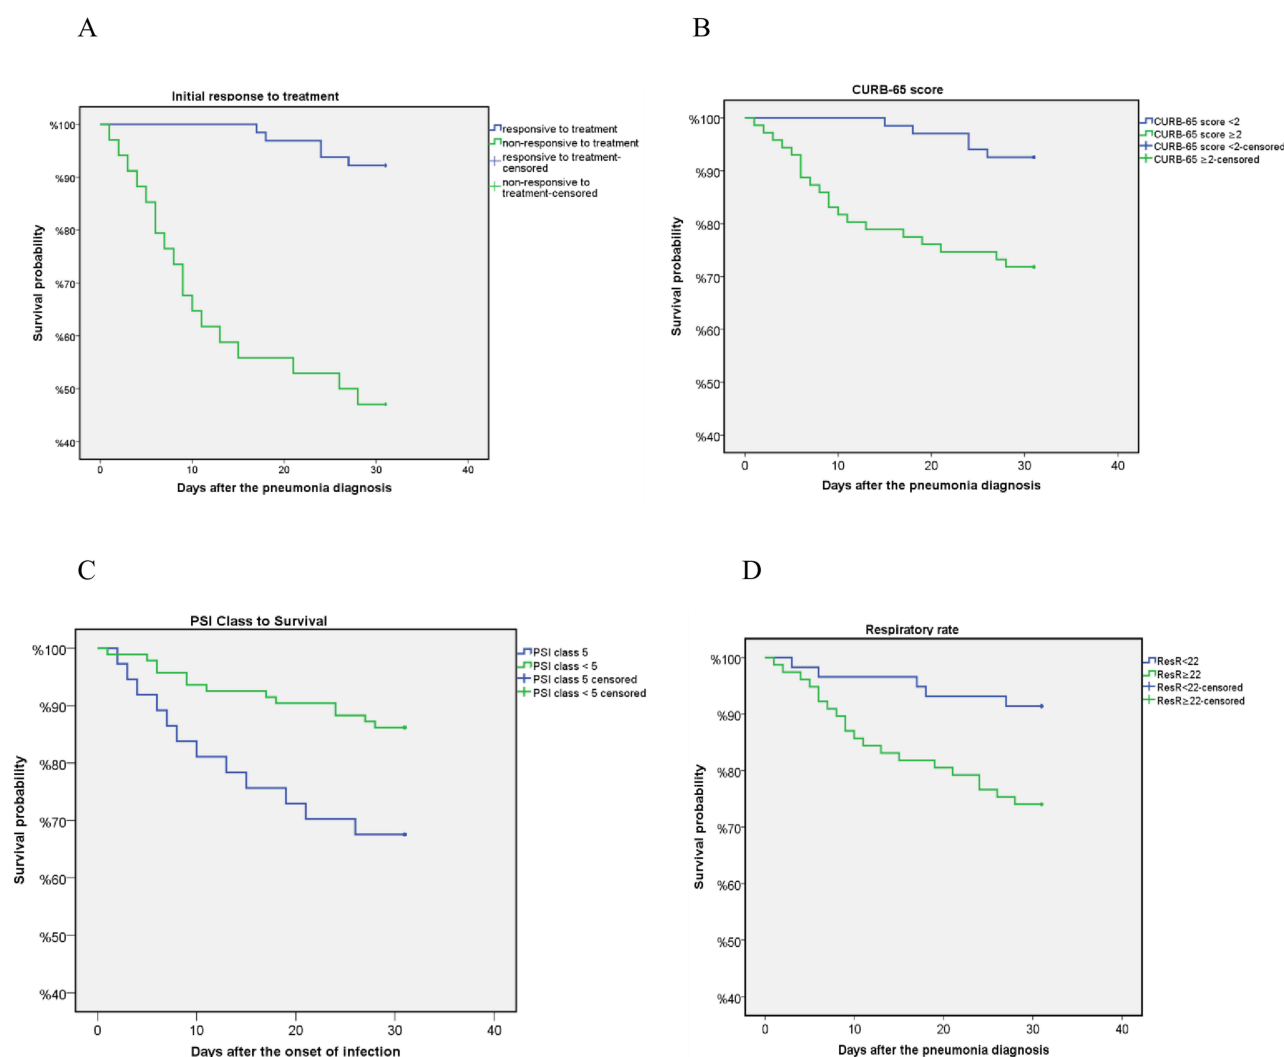 A
Initial response to treatment
%100
%90
%80
%70
%60
%50
%40
0
10
20
30
40
Survival probability
Days after the pneumonia diagnosis
responsive to treatment
non-responsive to treatment
responsive to treatment-
censored
non-responsive to
treatment-censored
B
CURB-65 score
%100
%90
%80
%70
%60
%50
%40
0
10
20
30
40
Survival probability
Days after the pneumonia diagnosis
CURB-65 score <2
CURB-65 score ≥2
CURB-65 score <2-censored
CURB-65 ≥2-censored
C
PSI Class to Survival
%100
%90
%80
%70
%60
%50
%40
0
10
20
30
40
Survival probability
Days after the onset of infection
PSI class 5
PSI class < 5
PSI class 5 censored
PSI class < 5 censored
D
Respiratory rate
%100
%90
%80
%70
%60
%50
%40
0
10
20
30
40
Survival probability
Days after the pneumonia diagnosis
ResR<22
ResR≥22
ResR<22-censored
ResR≥22-censored